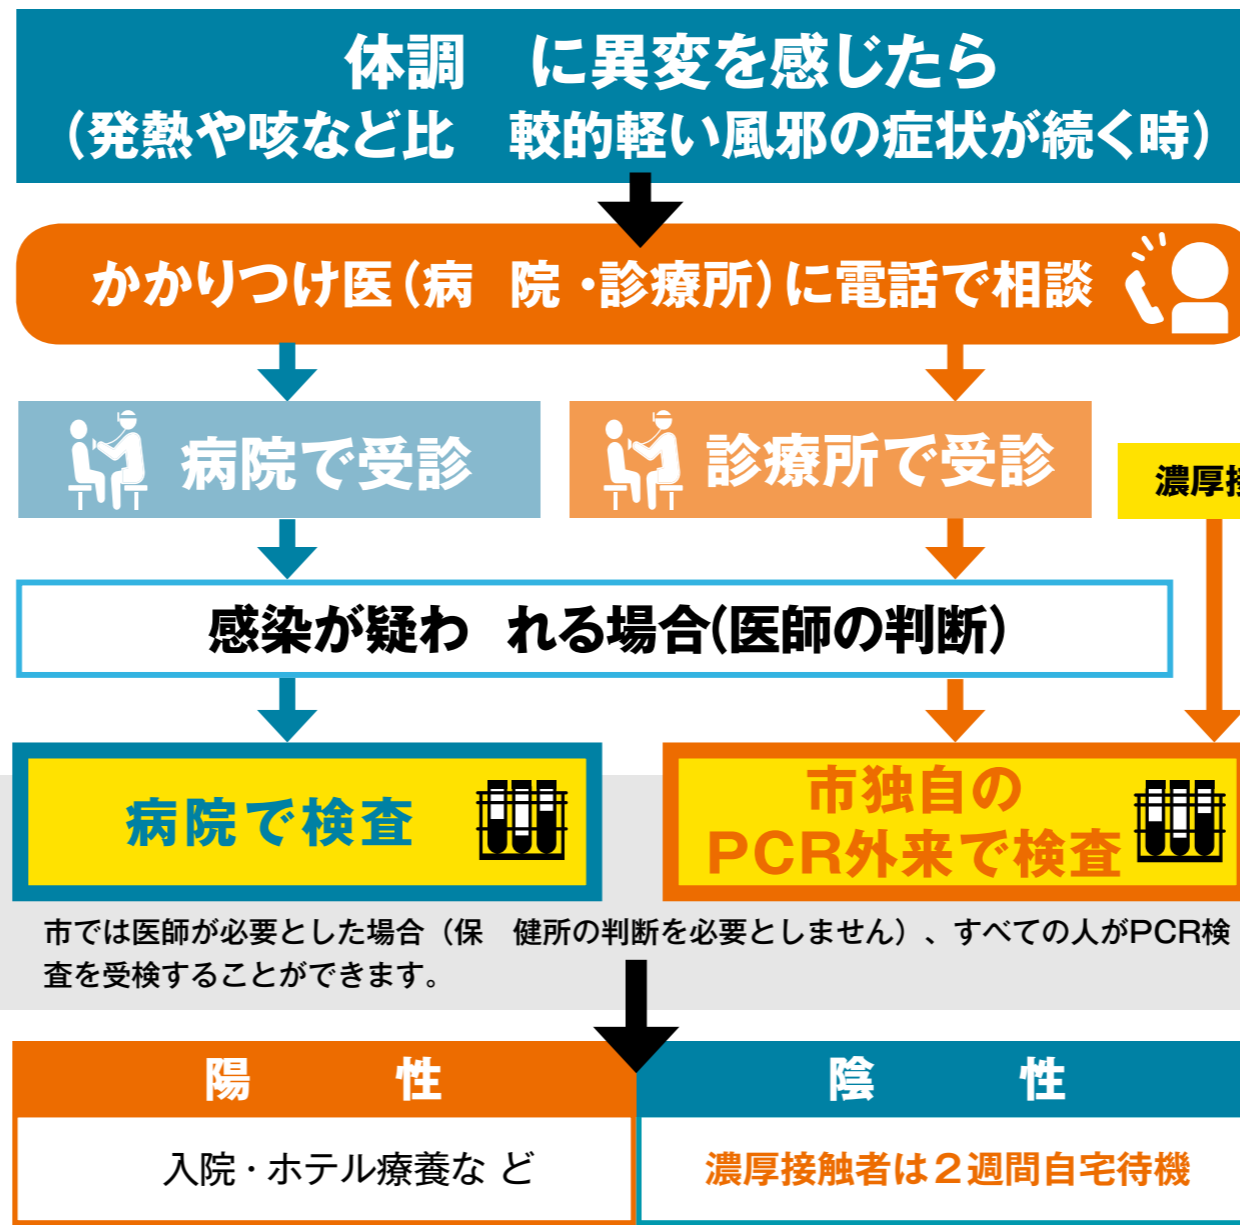 体調 に異変を感じたら
（発熱や咳など比 較的軽い風邪の症状が続く時）
かかりつけ医（病 院・診療所）に電話で相談
病院で受診
診療所で受診
濃厚接
感染が疑わ れる場合(医師の判断)
病院で検査
市独自の
PCR外来で検査
市では医師が必要とした場合（保 健所の判断を必要としません）、すべての人がPCR検
査を受検することができます。
陽 性
陰 性
入院・ホテル療養な ど
濃厚接触者は２週間自宅待機